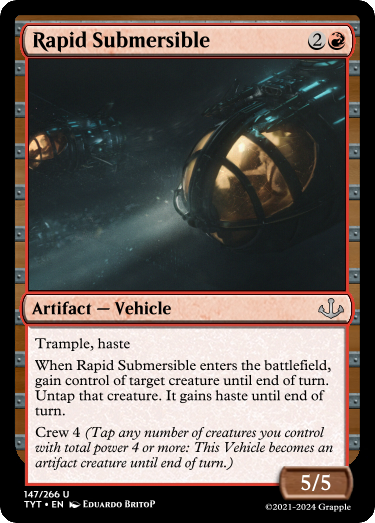 Rapid Submersible 2
Artifact — Vehicle
Trample, haste
When Rapid Submersible enters the battlefield,
gain control of target creature until end of turn.
Untap that creature. It gains haste until end of
turn.
Crew 4 (Tap any number of creatures you control
with total power 4 or more: This Vehicle becomes an
artifact creature until end of turn.)
5/5
147/266 U
TYT • EN Eduardo BritoP
©2021-2024 Grapple